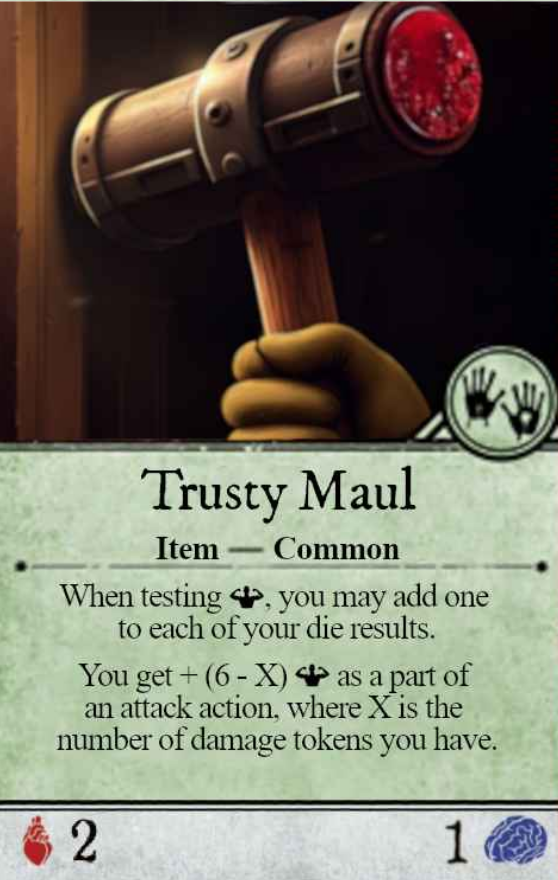 Trusty Maul
Item — Common
When testing , you may add one
to each of your die results.
You get + (6 - X) as a part of
an attack action, where X is the
number of damage tokens you have.
2
1